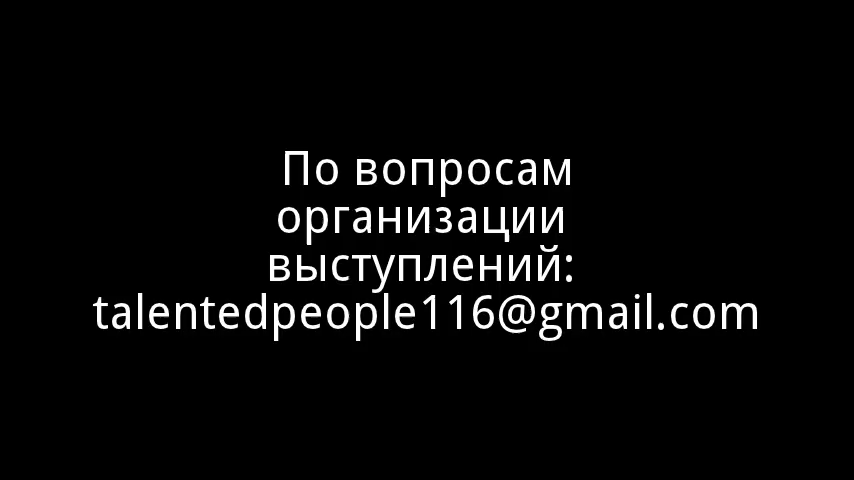 По вопросам
организации
выступлений:
talentedpeople116@gmail.com